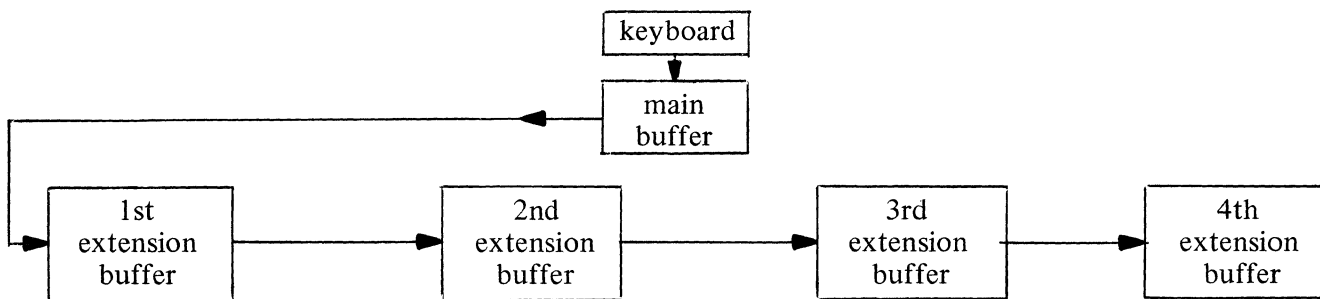 keyboard
main
buffer
1st
extension
buffer
2nd
extension
buffer
3rd
extension
buffer
4th
extension
buffer